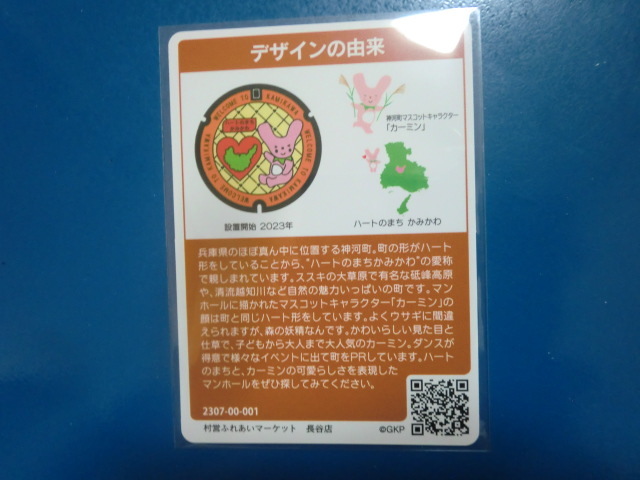 デザインの由来
WELCOME TO KAMIKAWA
WELCOME TO KAMIKAWA
WELCOME TO KAMIKAWA
設置開始 2023年
神河町マスコットキャラクター
「カーミン」
ハートのまち かみかわ
兵庫県のほぼ真ん中に位置する神河町。町の形がハート
形をしていることから、“ハートのまちかみかわ”の愛称
で親しまれています。ススキの大草原で有名な砥峰高原
や、清流越知川など自然の魅力いっぱいの町です。マン
ホールに描かれたマスコットキャラクター「カーミン」の
顔は町と同じハート形をしています。よくウサギに間違
えられますが、森の妖精なんです。かわいらしい見た目と
仕草で、子どもから大人まで大人気のカーミン。ダンスが
得意で様々なイベントに出て町をPRしています。ハート
のまちと、カーミンの可愛らしさを表現した
マンホールをぜひ探してみてください。
2307-00-001
村営ふれあいマーケット 長谷店
©GKP